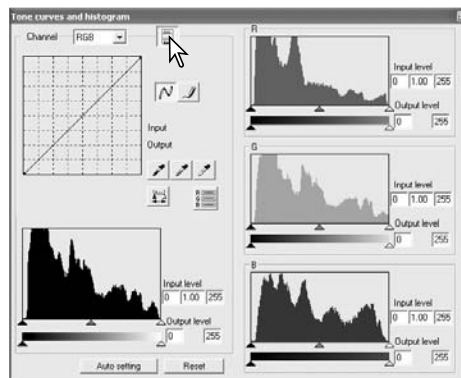 Tone curves and histogram
Channel RGB
Input
Output
Input level
0 1.00 255
Output level
0 255
Auto setting Reset
R
Input level
0 1.00 255
Output level
0 255
G
Input level
0 1.00 255
Output level
0 255
B
Input level
0 1.00 255
Output level
0 255